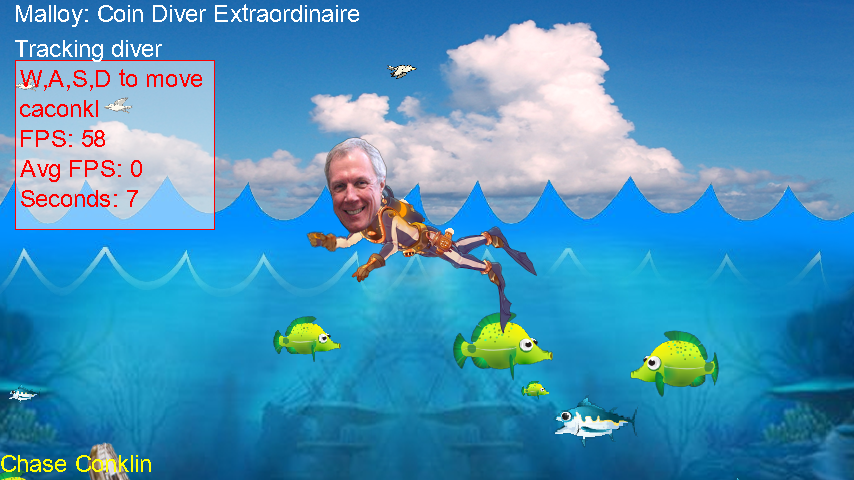 Malloy: Coin Diver Extraordinaire
Tracking diver
W,A,S,D to move
caconkl
FPS: 58
Avg FPS: 0
Seconds: 7
Chase Conklin